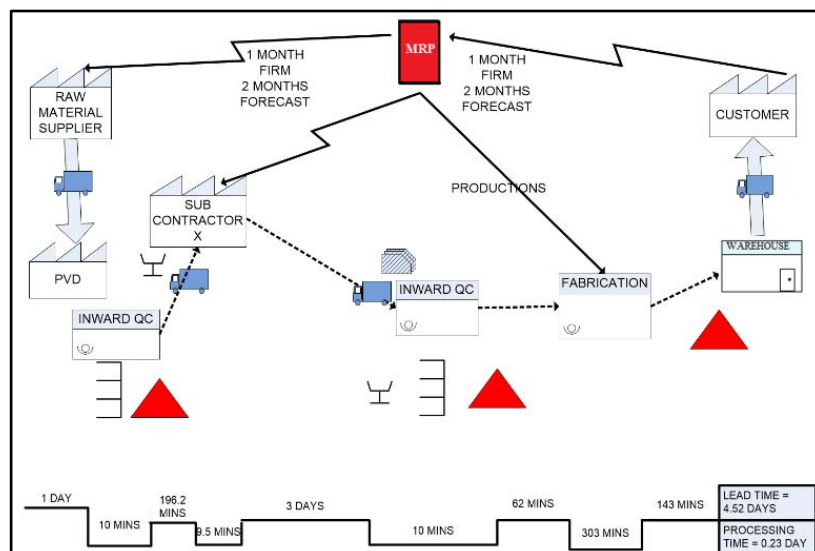 MRP
1 MONTH
FIRM
2 MONTHS
FORECAST
1 MONTH
FIRM
2 MONTHS
FORECAST
RAW
MATERIAL
SUPPLIER
CUSTOMER
PRODUCTIONS
SUB
CONTRACTOR
X
WAREHOUSE
PVD
INWARD QC
INWARD QC
FABRICATION
1 DAY
10 MINS
196.2
MINS
9.5 MINS
3 DAYS
10 MINS
62 MINS
303 MINS
143 MINS
LEAD TIME =
4.52 DAYS
PROCESSING
TIME = 0.23 DAY